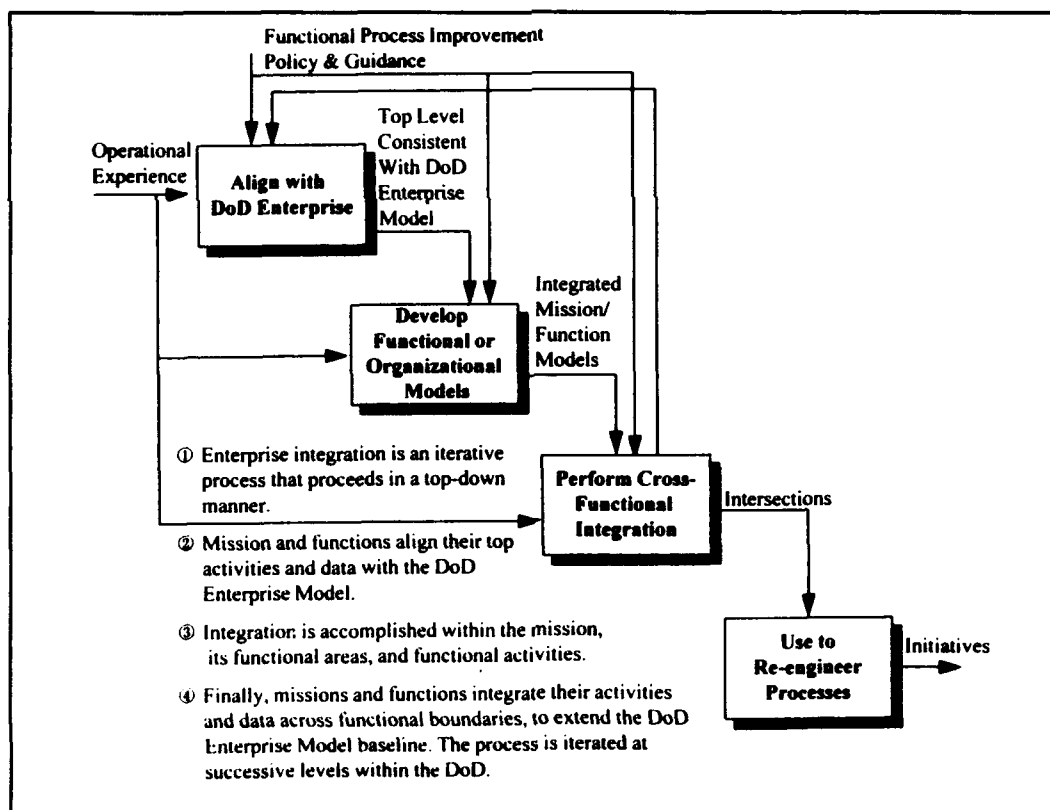 Functional Process Improvement
Policy & Guidance
Operational
Experience
Align with
DoD Enterprise
Top Level
Consistent
With DoD
Enterprise
Model
Develop
Functional or
Organizational
Models
Integrated
Mission/
Function
Models
① Enterprise integration is an iterative
process that proceeds in a top-down
manner.
Perform Cross-
Functional
Integration
Intersections
② Mission and functions align their top
activities and data with the DoD
Enterprise Model.
③ Integration is accomplished within the mission,
its functional areas, and functional activities.
Use to
Re-engineer
Processes
Initiatives
④ Finally, missions and functions integrate their activities
and data across functional boundaries, to extend the DoD
Enterprise Model baseline. The process is iterated at
successive levels within the DoD.